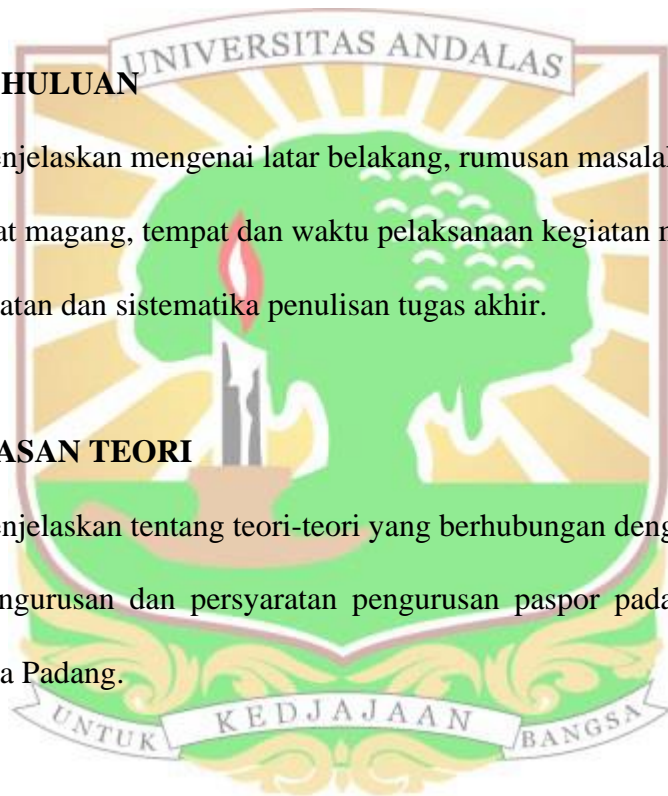 UNIVERSITAS ANDALAS
HULUAN
enjelaskan mengenai latar belakang, rumusan masalah
at magang, tempat dan waktu pelaksanaan kegiatan m
atan dan sistematika penulisan tugas akhir.
ASAN TEORI
enjelaskan tentang teori-teori yang berhubungan deng
ngurusan dan persyaratan pengurusan paspor pada
a Padang.
UNTUK KEDJAJAAN BANGSA